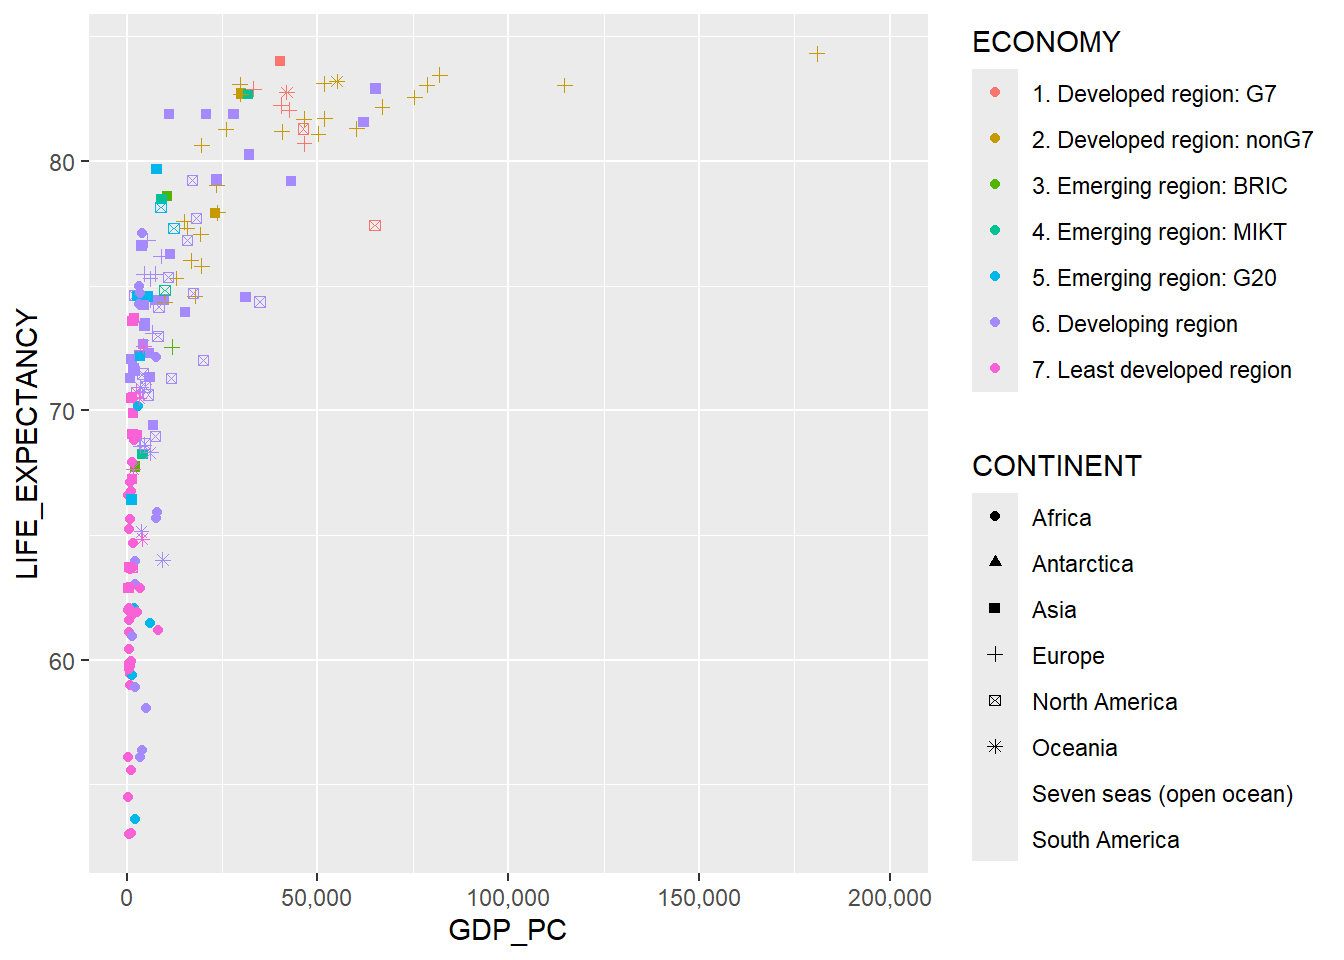 80
70
60
LIFE_EXPECTANCY
0
50,000
100,000
150,000
200,000
GDP_PC
ECONOMY
1. Developed region: G7
2. Developed region: nonG7
3. Emerging region: BRIC
4. Emerging region: MIKT
5. Emerging region: G20
6. Developing region
7. Least developed region
CONTINENT
Africa
Antarctica
Asia
Europe
North America
Oceania
Seven seas (open ocean)
South America